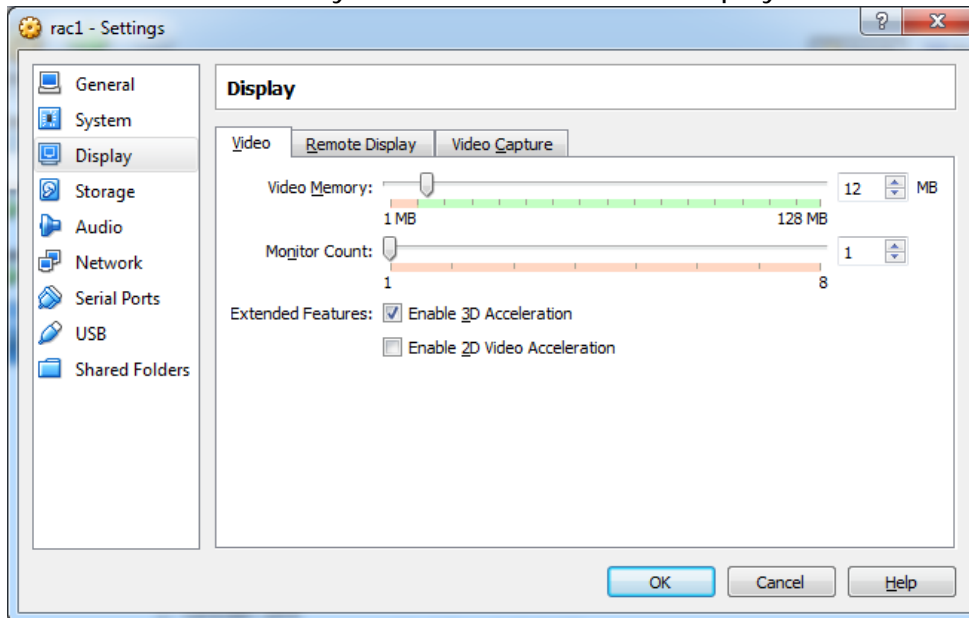 rac1 - Settings
General
System
Display
Storage
Audio
Network
Serial Ports
USB
Shared Folders
Display
Video Remote Display Video Capture
Video Memory: 12 MB
1 MB 128 MB
Monitor Count: 1
1 8
Extended Features: Enable 3D Acceleration
Enable 2D Video Acceleration
OK Cancel Help